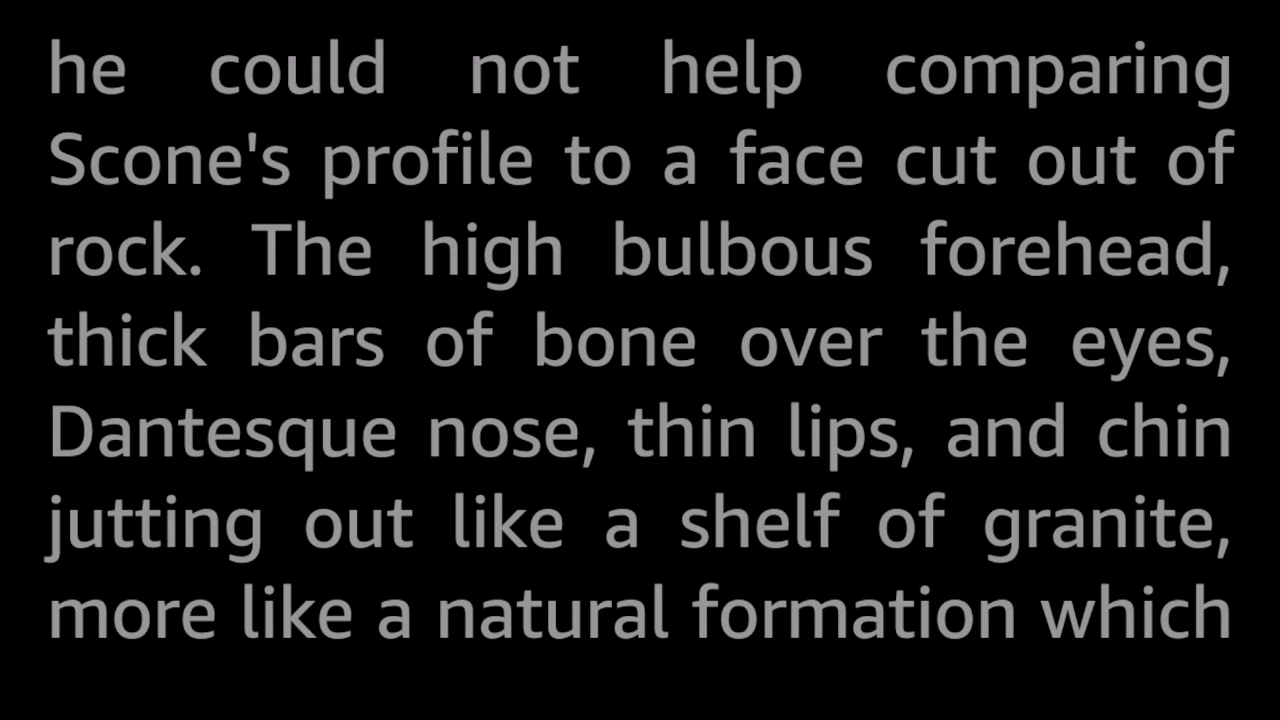 he could not help comparing
Scone's profile to a face cut out of
rock. The high bulbous forehead,
thick bars of bone over the eyes,
Dantesque nose, thin lips, and chin
jutting out like a shelf of granite,
more like a natural formation which